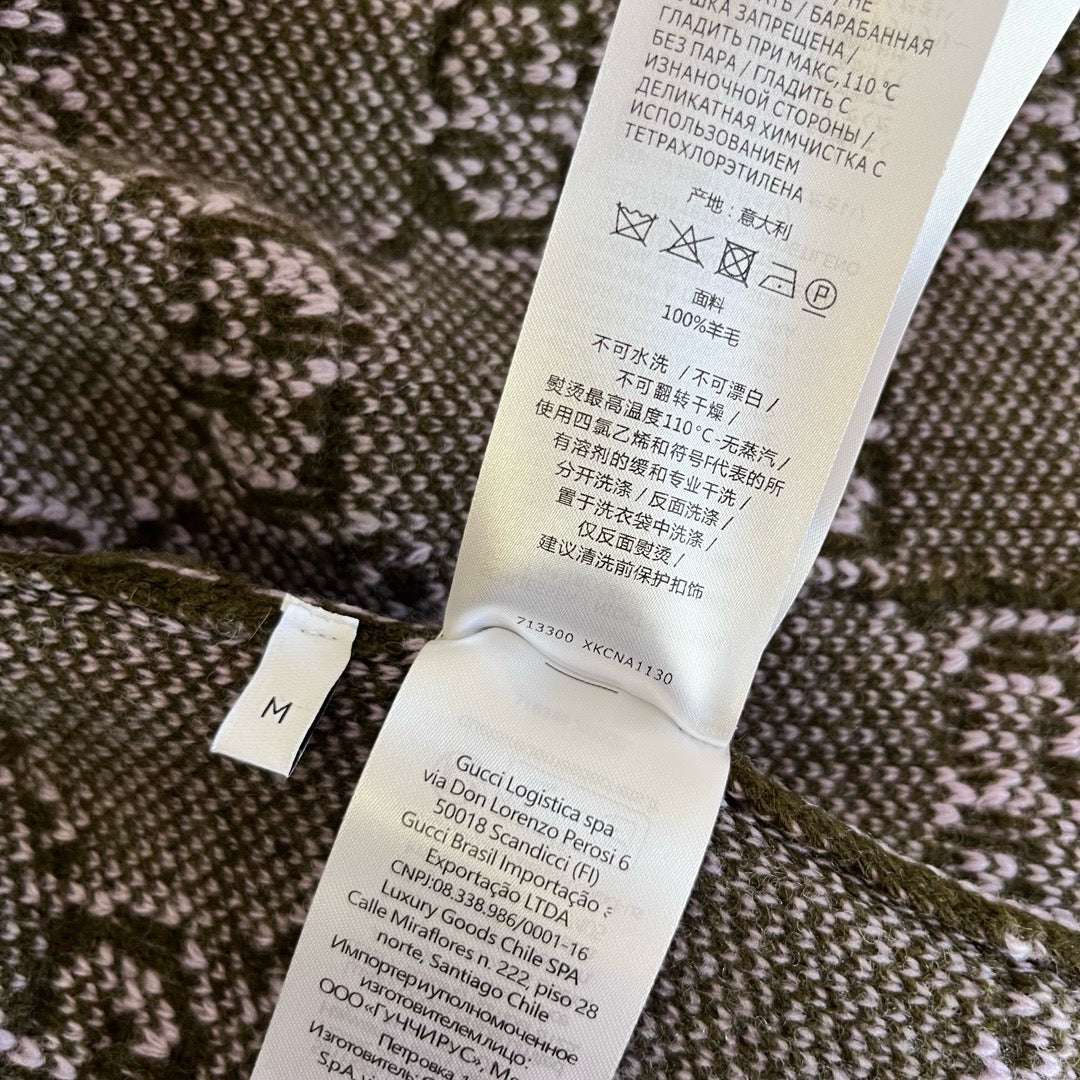 / НЕ
/ БАРАБАННАЯ
ЗАПРЕЩЕНА /
ГЛАДИТЬ ПРИ МАКС,110 ℃
БЕЗ ПАРА / ГЛАДИТЬ С
ИЗНАНОЧНОЙ СТОРОНЫ /
ДЕЛИКАТНАЯ ХИМЧИСТКА С
ИСПОЛЬЗОВАНИЕМ
ТЕТРАХЛОРЭТИЛЕНА
产地：意大利
P
面料
100%羊毛
不可水洗 /不可漂白/
不可翻转干燥 /
熨烫最高温度110°C-无蒸汽/
使用四氯乙烯和符号F代表的所
有溶剂的缓和专业干洗/
分开洗涤 / 反面洗涤/
置于洗衣袋中洗涤/
仅反面熨烫/
建议清洗前保护扣饰
713300 XKCNA1130
M
Gucci Logistica spa
via Don Lorenzo Perosi 6
50018 Scandicci (FI)
Gucci Brasil Importação
Exportação LTDA
CNPJ:08.338.986/0001-16
Luxury Goods Chile SPA
Calle Miraflores n. 222, piso 28
norte, Santiago Chile
Импортериуполномоченное
изготовителемлицо:
ООО«ГУЧЧИРУС»,
Петровка,
Изготовитель:
S.p.A.